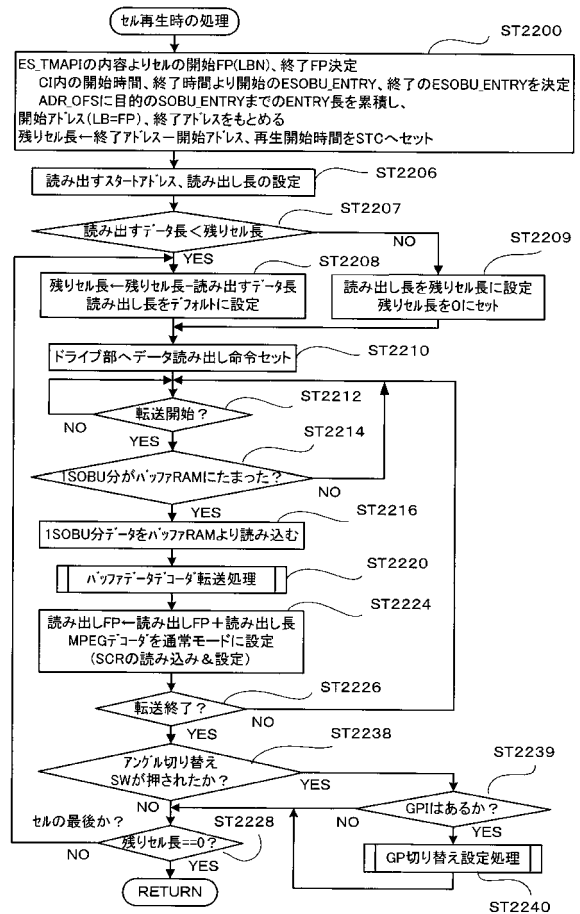 セル再生時の処理
ST2200
ES_TMAPIの内容よりセルの開始FP(LBN)、終了FP決定
CI内の開始時間、終了時間より開始のESOBU_ENTRY、終了のESOBU_ENTRYを決定
ADR_OFSに目的のSOBU_ENTRYまでのENTRY長を累積し、
開始アドレス(LB=FP)、終了アドレスをもとめる
残りセル長←終了アドレスー開始アドレス、再生開始時間をSTCへセット
ST2206
読み出すスタートアドレス、読み出し長の設定
ST2207
読み出すデータ長<残りセル長
YES
NO
ST2208
残りセル長←残りセル長−読み出すデータ長
読み出し長をデフォルトに設定
ST2209
読み出し長を残りセル長に設定
残りセル長を0にセット
ST2210
ドライブ部へデータ読み出し命令セット
ST2212
転送開始?
NO
YES
ST2214
1SOBU分がバッファRAMにたまった?
NO
YES
ST2216
1SOBU分データをバッファRAMより読み込む
ST2220
バッファデータデコーダ転送処理
ST2224
読み出しFP←読み出しFP+読み出し長
MPEGデコーダを通常モードに設定
(SCRの読み込み&設定)
ST2226
転送終了?
NO
YES
ST2238
アングル切り替え
SWが押されたか?
YES
NO
ST2239
GPIはあるか?
NO
YES
GP切り替え設定処理
ST2240
セルの最後か?
ST2228
残りセル長==0?
NO
YES
RETURN